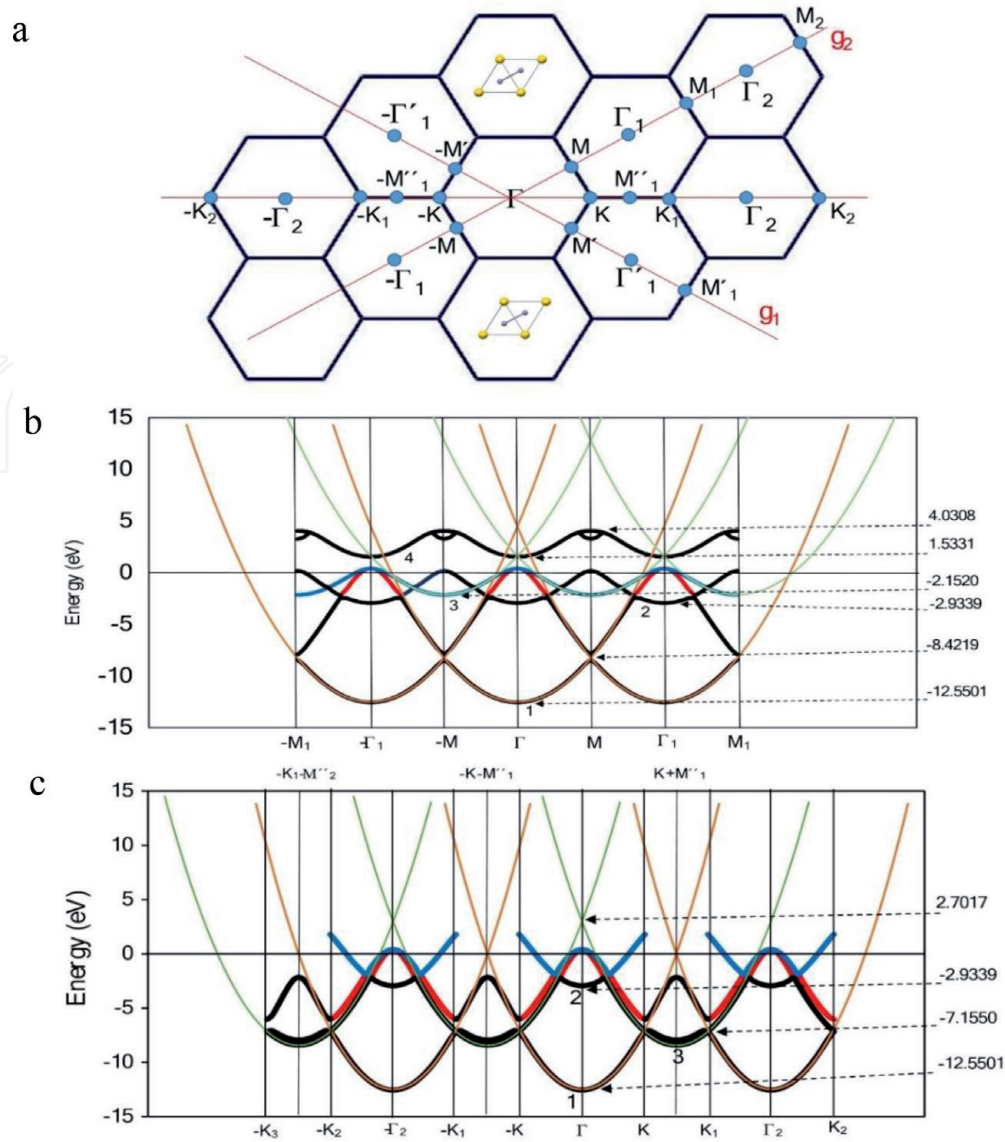 a
M₂
g₂
Γ₂
M₁
-Γ′₁ Γ₁
-M′ M
-M′′₁ Γ M′′₁
-K₂ -Γ₂ -K₁ -K K K₁ Γ₂ K₂
-M M′
-Γ₁ Γ′₁ M′₁
g₁
b
15
10
5
0
-5
-10
-15
Energy (eV)
4
3
2
1
4.0308
1.5331
-2.1520
-2.9339
-8.4219
-12.5501
-M₁ -Γ₁ -M Γ M Γ₁ M₁
c
-K₁-M′′₂ -K-M′′₁ K+M′′₁
15
10
5
0
-5
-10
-15
Energy (eV)
2
3
1
2.7017
-2.9339
-7.1550
-12.5501
-K₃ -K₂ -Γ₂ -K₁ -K Γ K K₁ Γ₂ K₂